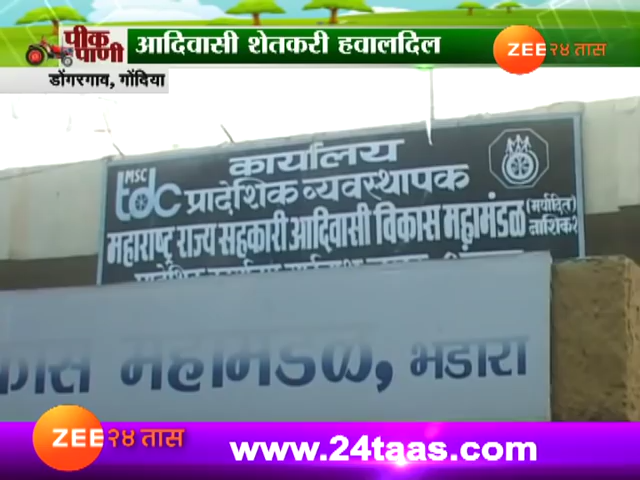 पीक पाणी
आदिवासी शेतकरी हवालदिल
ZEE २४ तास
डोंगरगाव, गोंदिया
MSC
tdc
कार्यालय
प्रादेशिक व्यवस्थापक
महाराष्ट्र राज्य सहकारी आदिवासी विकास महामंडळ (मर्यादित) नाशिक
कास महामंडळ, भंडारा
ZEE २४ तास
www.24taas.com